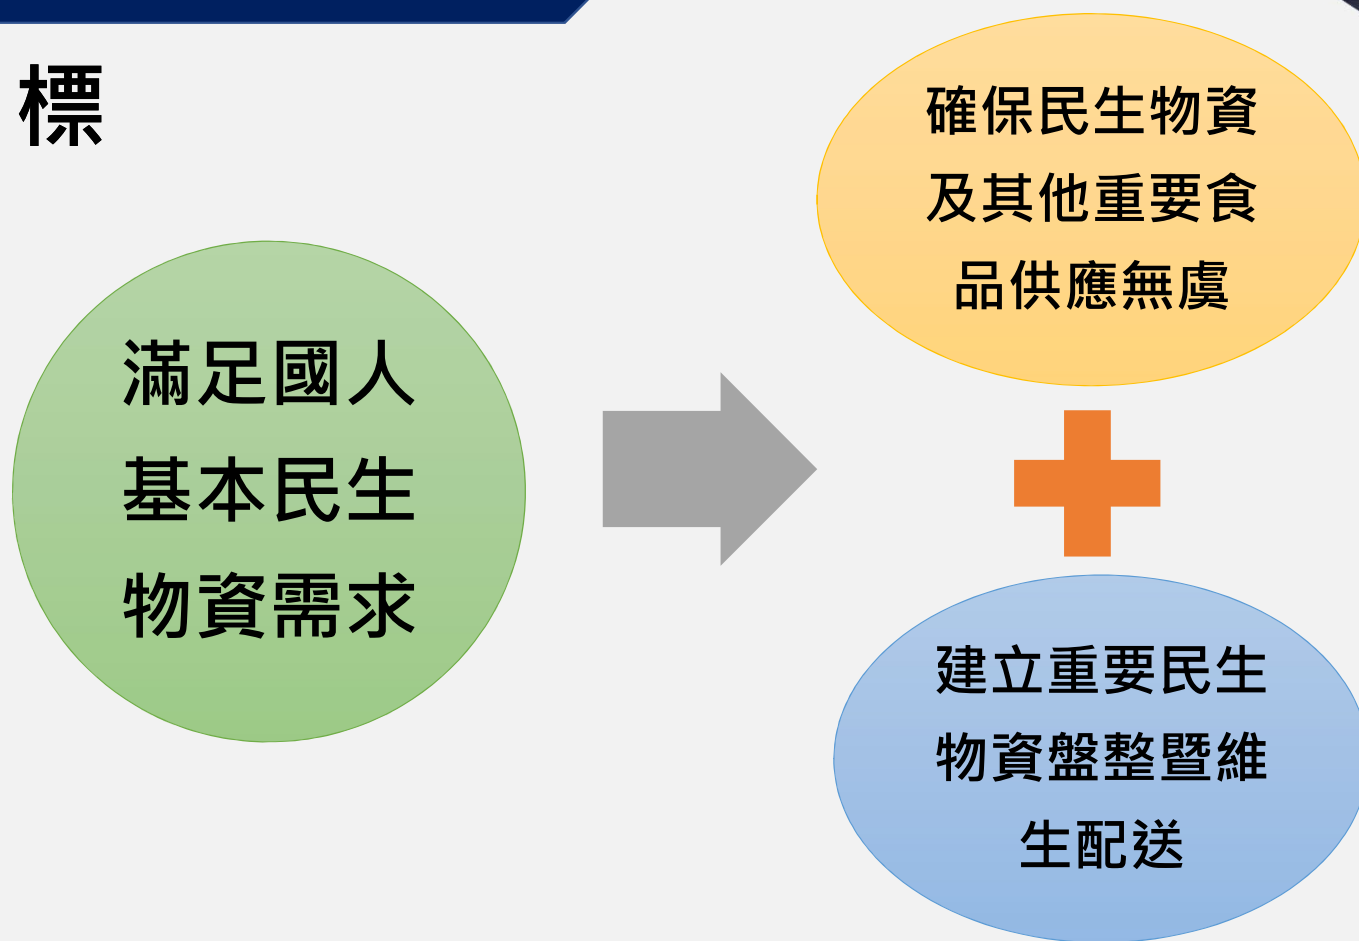 標
滿足國人
基本民生
物資需求
確保民生物資
及其他重要食
品供應無虞
建立重要民生
物資盤整暨維
生配送